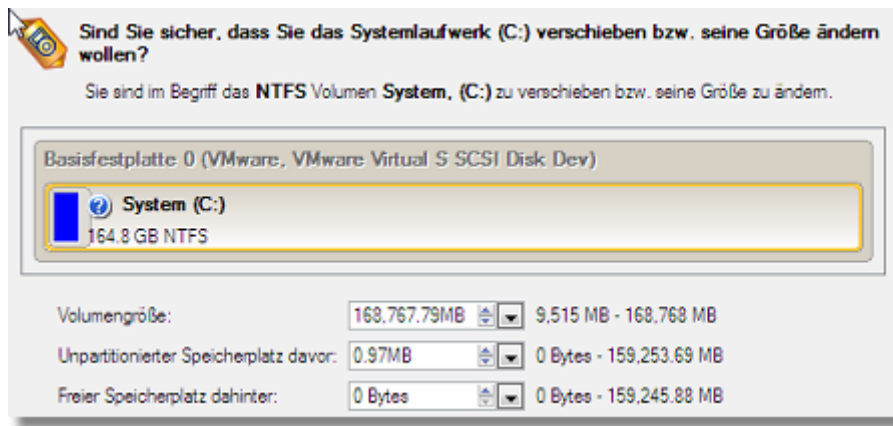 Sind Sie sicher, dass Sie das Systemlaufwerk (C:) verschieben bzw. seine Größe ändern
wollen?
Sie sind im Begriff das NTFS Volumen System, (C:) zu verschieben bzw. seine Größe zu ändern.
Basisfestplatte 0 (VMware, VMware Virtual S SCSI Disk Dev)
System (C:)
164.8 GB NTFS
Volumengröße: 168,767.79MB 9,515 MB - 168,768 MB
Unpartitionierter Speicherplatz davor: 0.97MB 0 Bytes - 159,253.69 MB
Freier Speicherplatz dahinter: 0 Bytes 0 Bytes - 159,245.88 MB